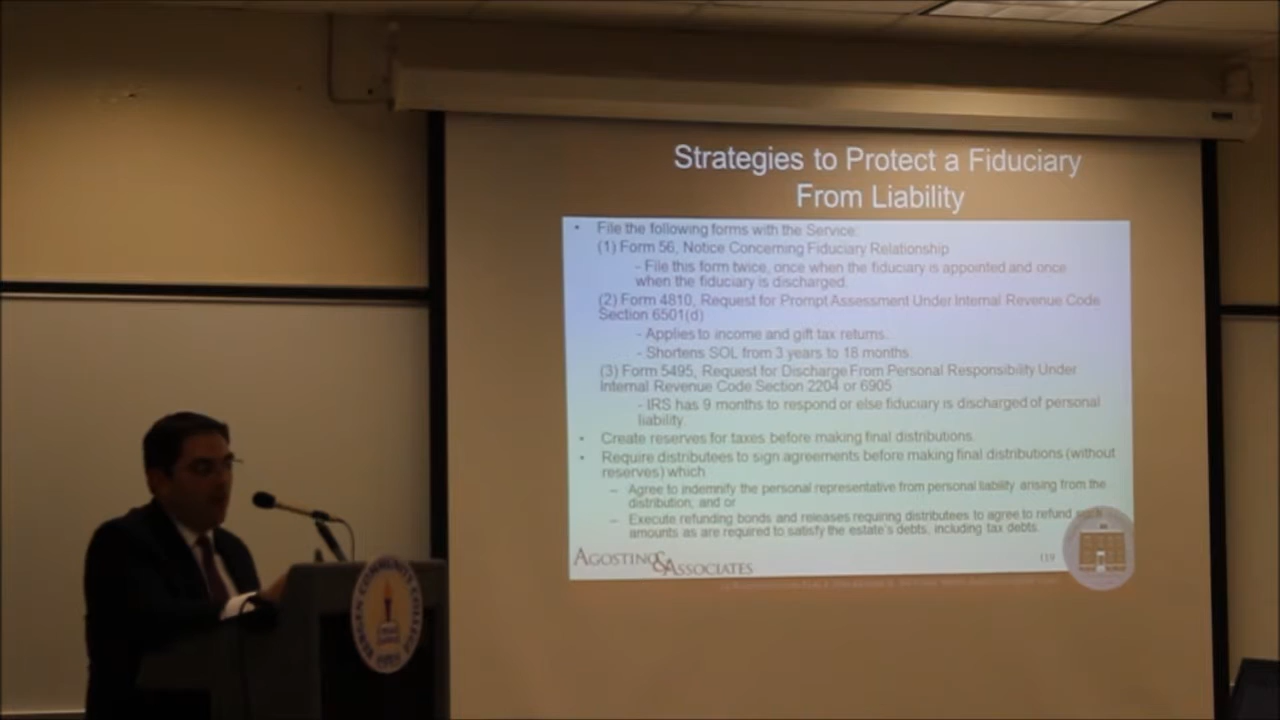 Strategies to Protect a Fiduciary
From Liability
• File the following forms with the Service:
(1) Form 56, Notice Concerning Fiduciary Relationship
- File this form twice, once when the fiduciary is appointed and once
when the fiduciary is discharged.
(2) Form 4810, Request for Prompt Assessment Under Internal Revenue Code
Section 6501(d)
- Applies to income and gift tax returns.
- Shortens SOL from 3 years to 18 months.
(3) Form 5495, Request for Discharge From Personal Responsibility Under
Internal Revenue Code Section 2204 or 6905
- IRS has 9 months to respond or else fiduciary is discharged of personal
liability.
• Create reserves for taxes before making final distributions.
• Require distributees to sign agreements before making final distributions (without
reserves) which
– Agree to indemnify the personal representative from personal liability arising from the
distribution; and or
– Execute refunding bonds and releases requiring distributees to agree to refund
amounts as are required to satisfy the estate's debts, including tax debts.
AGOSTINO & ASSOCIATES
119
BERGEN COMMUNITY COLLEGE